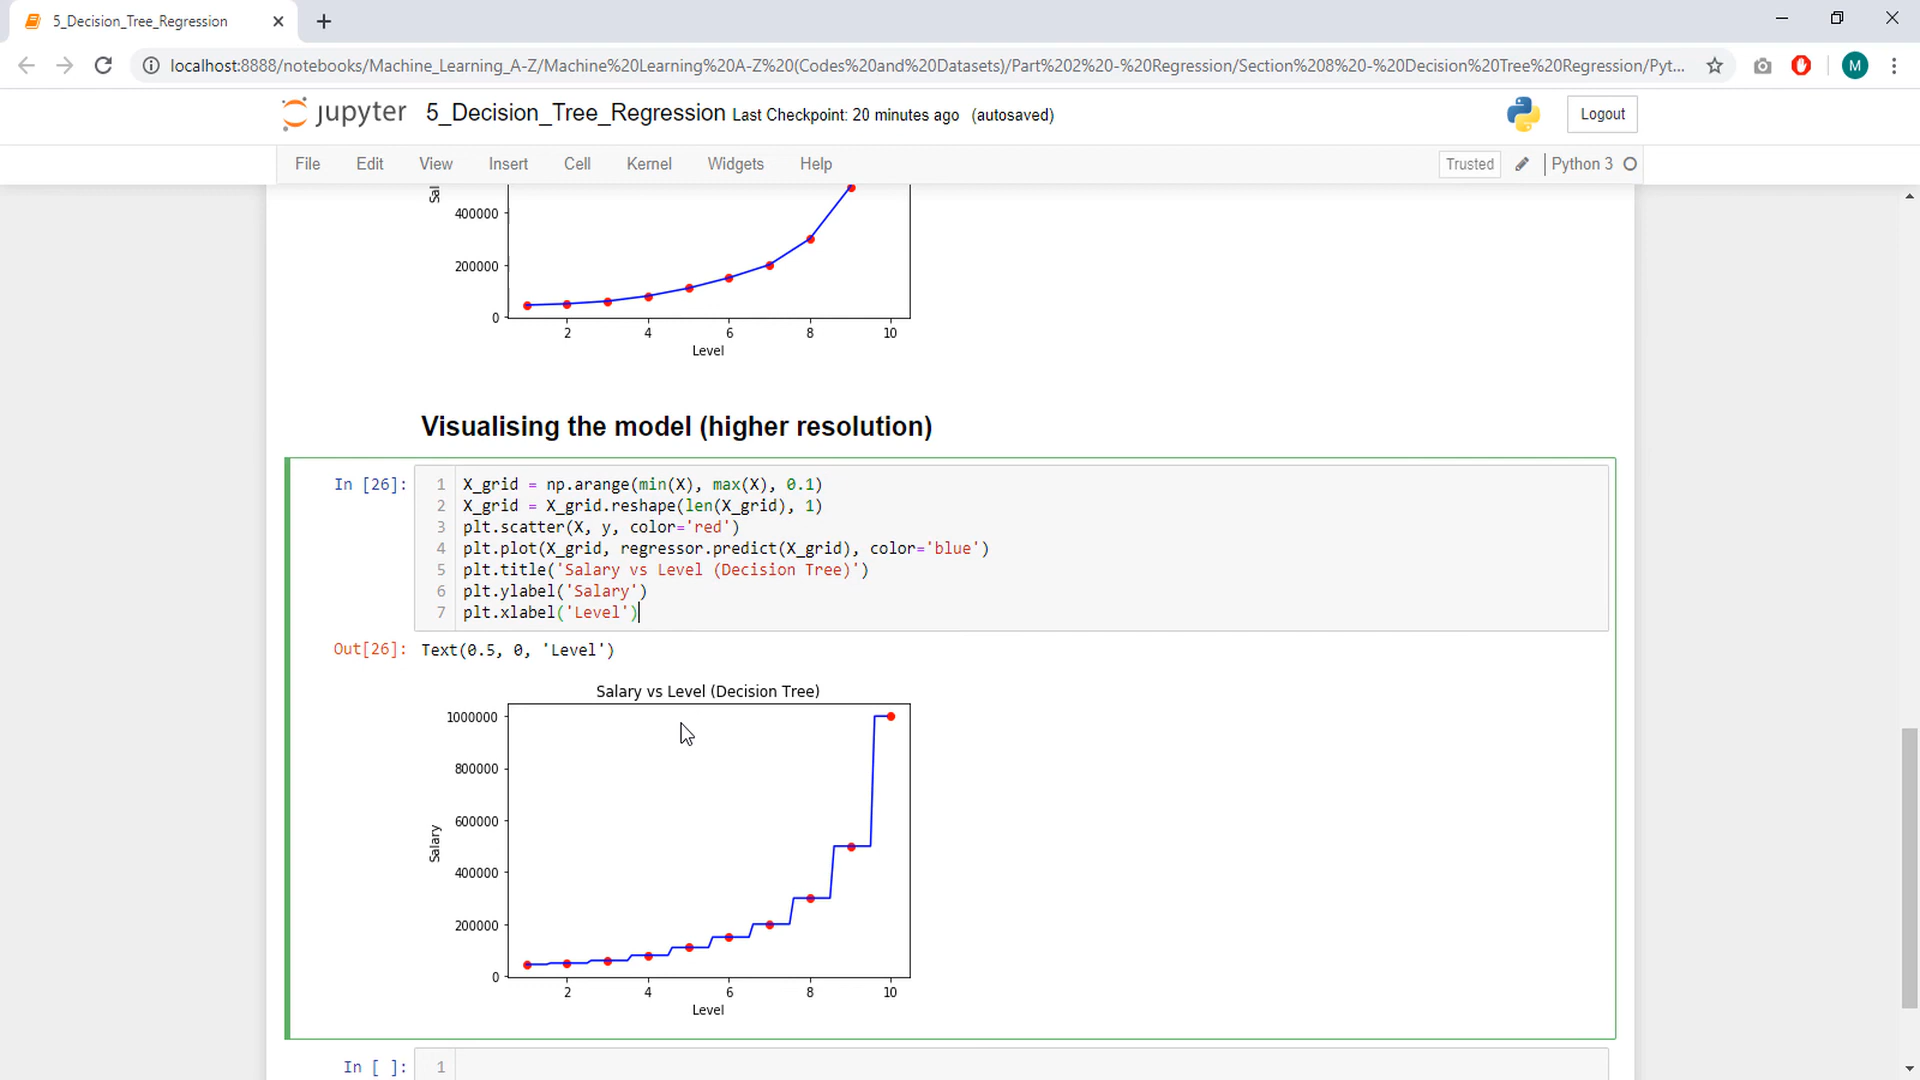 5_Decision_Tree_Regression
localhost:8888/notebooks/Machine_Learning_A-Z/Machine%20Learning%20A-Z%20(Codes%20and%20Datasets)/Part%202%20-%20Regression/Section%208%20-%20Decision%20Tree%20Regression/Pyt...
M
jupyter 5_Decision_Tree_Regression Last Checkpoint: 20 minutes ago (autosaved)
Logout
File Edit View Insert Cell Kernel Widgets Help
Trusted Python 3
Sal
400000
200000
0
2 4 6 8 10
Level
Visualising the model (higher resolution)
In [26]:
1 X_grid = np.arange(min(X), max(X), 0.1)
2 X_grid = X_grid.reshape(len(X_grid), 1)
3 plt.scatter(X, y, color='red')
4 plt.plot(X_grid, regressor.predict(X_grid), color='blue')
5 plt.title('Salary vs Level (Decision Tree)')
6 plt.ylabel('Salary')
7 plt.xlabel('Level')
Out[26]: Text(0.5, 0, 'Level')
Salary vs Level (Decision Tree)
1000000
800000
600000
400000
200000
0
Salary
2 4 6 8 10
Level
In [ ]: 1